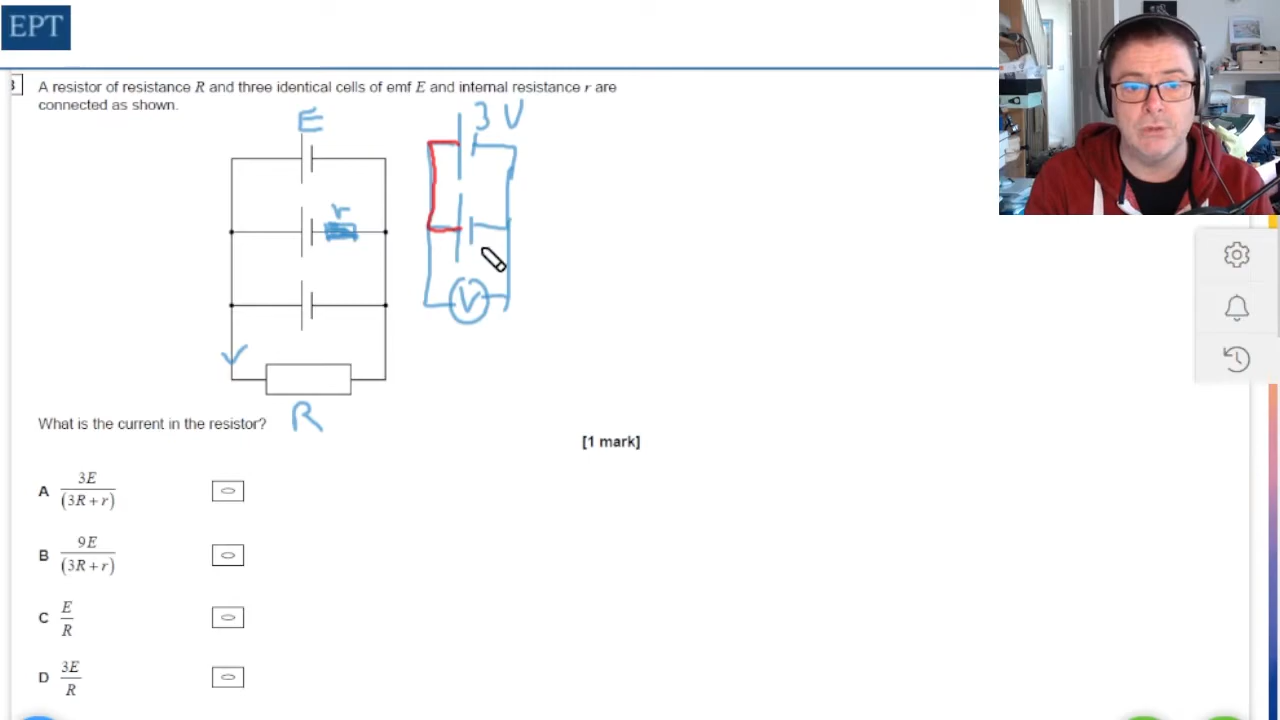 EPT
A resistor of resistance R and three identical cells of emf E and internal resistance r are
connected as shown.
E
3 V
r
V
R
What is the current in the resistor?
[1 mark]
A 3E/(3R + r)
B 9E/(3R + r)
C E/R
D 3E/R